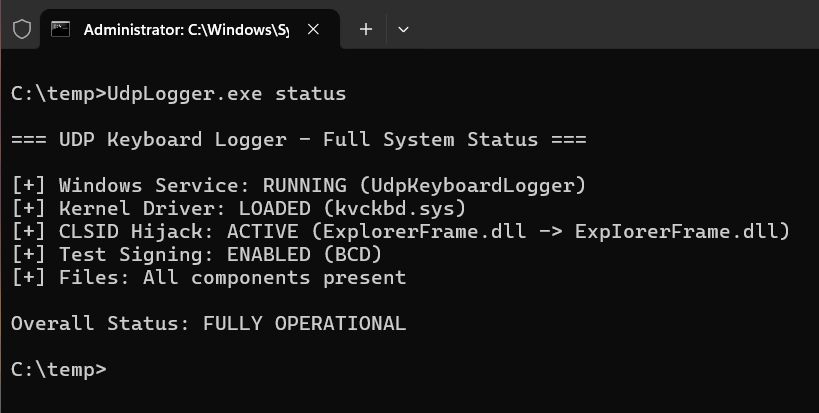 Administrator: C:\Windows\Sy
C:\temp>UdpLogger.exe status
=== UDP Keyboard Logger - Full System Status ===
[+] Windows Service: RUNNING (UdpKeyboardLogger)
[+] Kernel Driver: LOADED (kvckbd.sys)
[+] CLSID Hijack: ACTIVE (ExplorerFrame.dll -> ExpIorerFrame.dll)
[+] Test Signing: ENABLED (BCD)
[+] Files: All components present
Overall Status: FULLY OPERATIONAL
C:\temp>